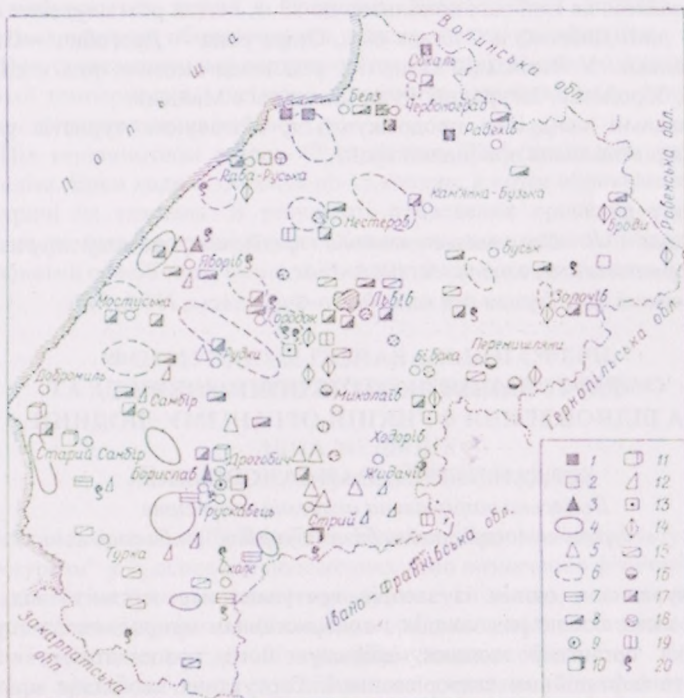 Польща
Волинська обл.
Сокаль
Белз
Червоноград
Радехів
Рава-Руська
Кам'янка-Бузька
Ровенська обл.
Нестеров
Броди
Яворів
Буськ
Мостиська
Львів
Золочів
Городок
Рудки
Перемишляни
Бібрка
Тернопільська обл.
Добромиль
Самбір
Миколаїв
Старий Самбір
Ходорів
Дрогобич
Борислав
Жидачів
Трускавець
Стрий
Турка
Сколе
Івано-Франківська обл.
Закарпатська обл.
1 11
2 12
3 13
4 14
5 15
6 16
7 17
8 18
9 19
10 20